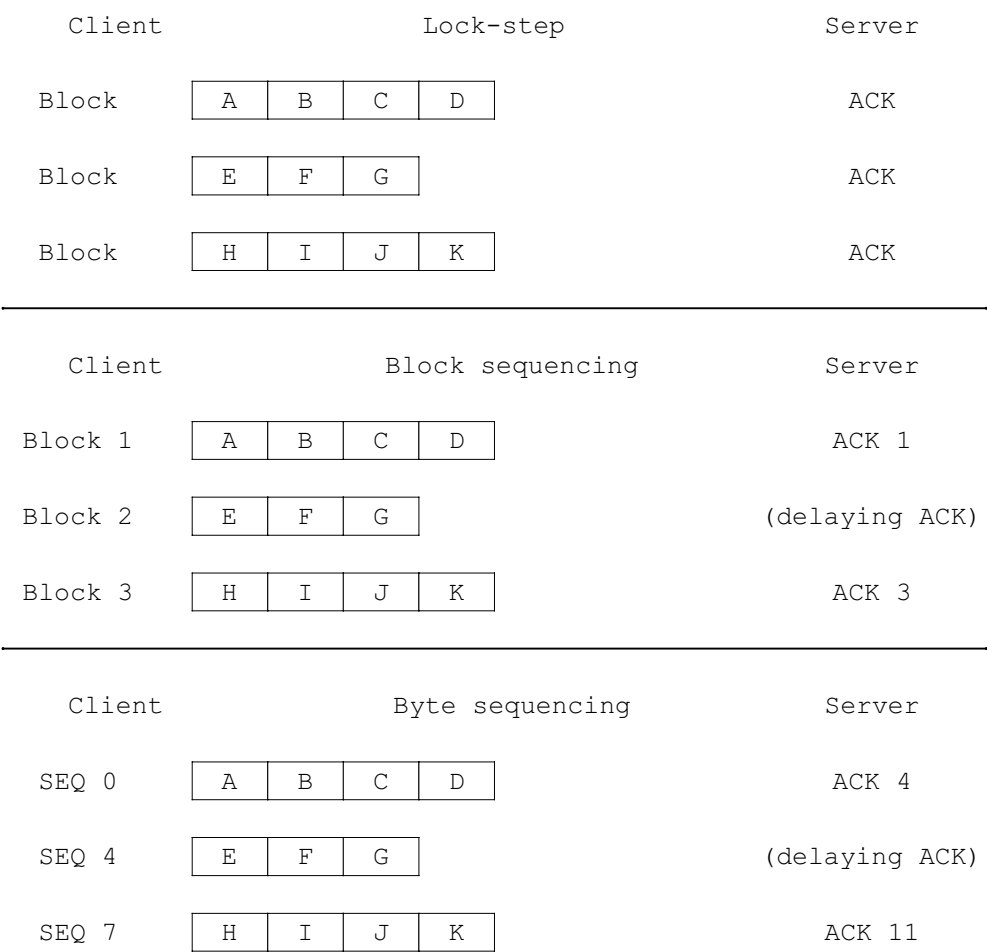 Client Lock-step Server
Block A B C D ACK
Block E F G ACK
Block H I J K ACK
Client Block sequencing Server
Block 1 A B C D ACK 1
Block 2 E F G (delaying ACK)
Block 3 H I J K ACK 3
Client Byte sequencing Server
SEQ 0 A B C D ACK 4
SEQ 4 E F G (delaying ACK)
SEQ 7 H I J K ACK 11